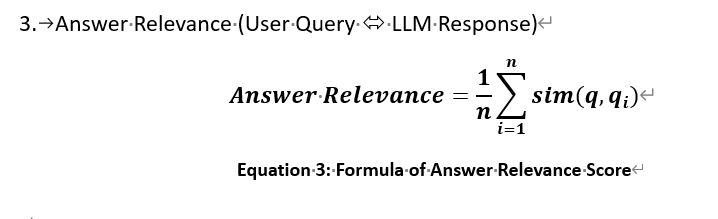 3.→Answer·Relevance·(User·Query·⇔·LLM·Response)↵
Answer·Relevance = 1/n ∑_{i=1}^{n} sim(q, q_i)↵
Equation·3:·Formula·of·Answer·Relevance·Score↵